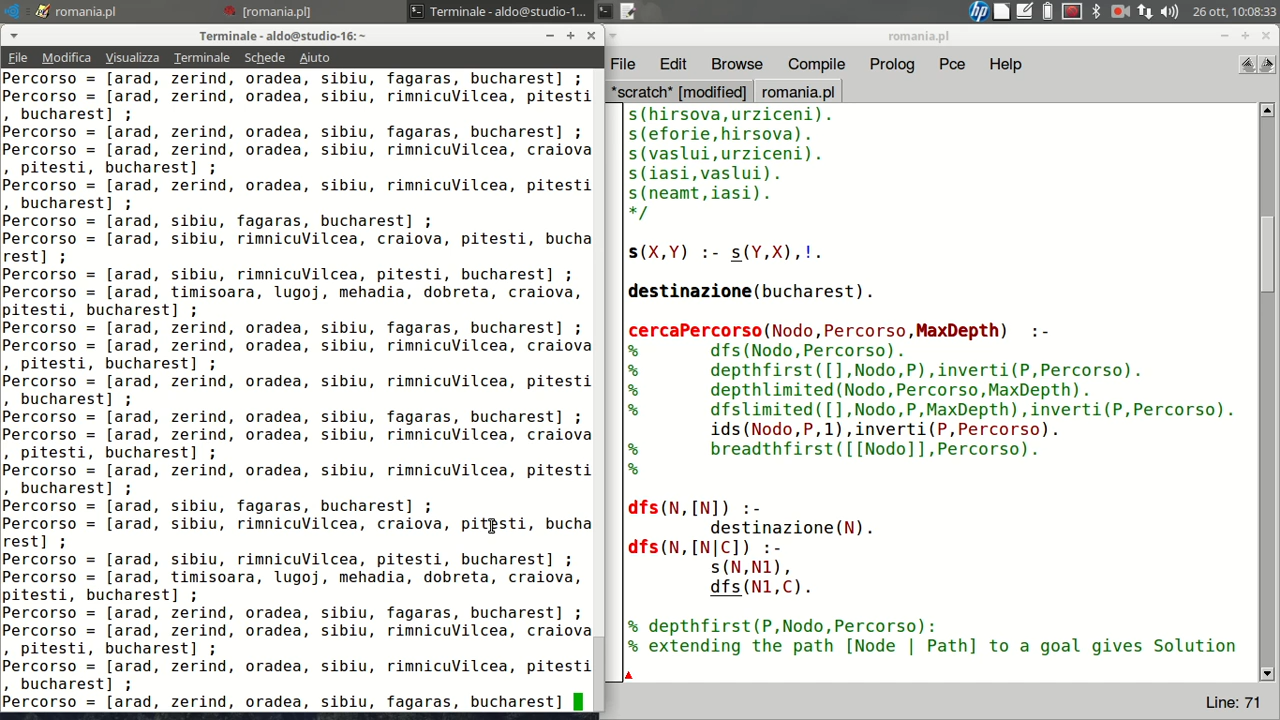 romania.pl
[romania.pl]
Terminale - aldo@studio-1...
26 ott, 10:08:33
Terminale - aldo@studio-16: ~
File Modifica Visualizza Terminale Schede Aiuto
Percorso = [arad, zerind, oradea, sibiu, fagaras, bucharest] ;
Percorso = [arad, zerind, oradea, sibiu, rimnicuVilcea, pitesti
, bucharest] ;
Percorso = [arad, zerind, oradea, sibiu, fagaras, bucharest] ;
Percorso = [arad, zerind, oradea, sibiu, rimnicuVilcea, craiova
, pitesti, bucharest] ;
Percorso = [arad, zerind, oradea, sibiu, rimnicuVilcea, pitesti
, bucharest] ;
Percorso = [arad, sibiu, fagaras, bucharest] ;
Percorso = [arad, sibiu, rimnicuVilcea, craiova, pitesti, bucha
rest] ;
Percorso = [arad, sibiu, rimnicuVilcea, pitesti, bucharest] ;
Percorso = [arad, timisoara, lugoj, mehadia, dobreta, craiova,
pitesti, bucharest] ;
Percorso = [arad, zerind, oradea, sibiu, fagaras, bucharest] ;
Percorso = [arad, zerind, oradea, sibiu, rimnicuVilcea, craiova
, pitesti, bucharest] ;
Percorso = [arad, zerind, oradea, sibiu, rimnicuVilcea, pitesti
, bucharest] ;
Percorso = [arad, zerind, oradea, sibiu, fagaras, bucharest] ;
Percorso = [arad, zerind, oradea, sibiu, rimnicuVilcea, craiova
, pitesti, bucharest] ;
Percorso = [arad, zerind, oradea, sibiu, rimnicuVilcea, pitesti
, bucharest] ;
Percorso = [arad, sibiu, fagaras, bucharest] ;
Percorso = [arad, sibiu, rimnicuVilcea, craiova, pitesti, bucha
rest] ;
Percorso = [arad, sibiu, rimnicuVilcea, pitesti, bucharest] ;
Percorso = [arad, timisoara, lugoj, mehadia, dobreta, craiova,
pitesti, bucharest] ;
Percorso = [arad, zerind, oradea, sibiu, fagaras, bucharest] ;
Percorso = [arad, zerind, oradea, sibiu, rimnicuVilcea, craiova
, pitesti, bucharest] ;
Percorso = [arad, zerind, oradea, sibiu, rimnicuVilcea, pitesti
, bucharest] ;
Percorso = [arad, zerind, oradea, sibiu, fagaras, bucharest]
romania.pl
File Edit Browse Compile Prolog Pce Help
*scratch* [modified] romania.pl
s(hirsova,urziceni).
s(eforie,hirsova).
s(vaslui,urziceni).
s(iasi,vaslui).
s(neamt,iasi).
*/
s(X,Y) :- s(Y,X),!.
destinazione(bucharest).
cercaPercorso(Nodo,Percorso,MaxDepth) :-
% dfs(Nodo,Percorso).
% depthfirst([],Nodo,P),inverti(P,Percorso).
% depthlimited(Nodo,Percorso,MaxDepth).
% dfslimited([],Nodo,P,MaxDepth),inverti(P,Percorso).
ids(Nodo,P,1),inverti(P,Percorso).
% breadthfirst([[Nodo]],Percorso).
%
dfs(N,[N]) :-
destinazione(N).
dfs(N,[N|C]) :-
s(N,N1),
dfs(N1,C).
% depthfirst(P,Nodo,Percorso):
% extending the path [Node | Path] to a goal gives Solution
Line: 71